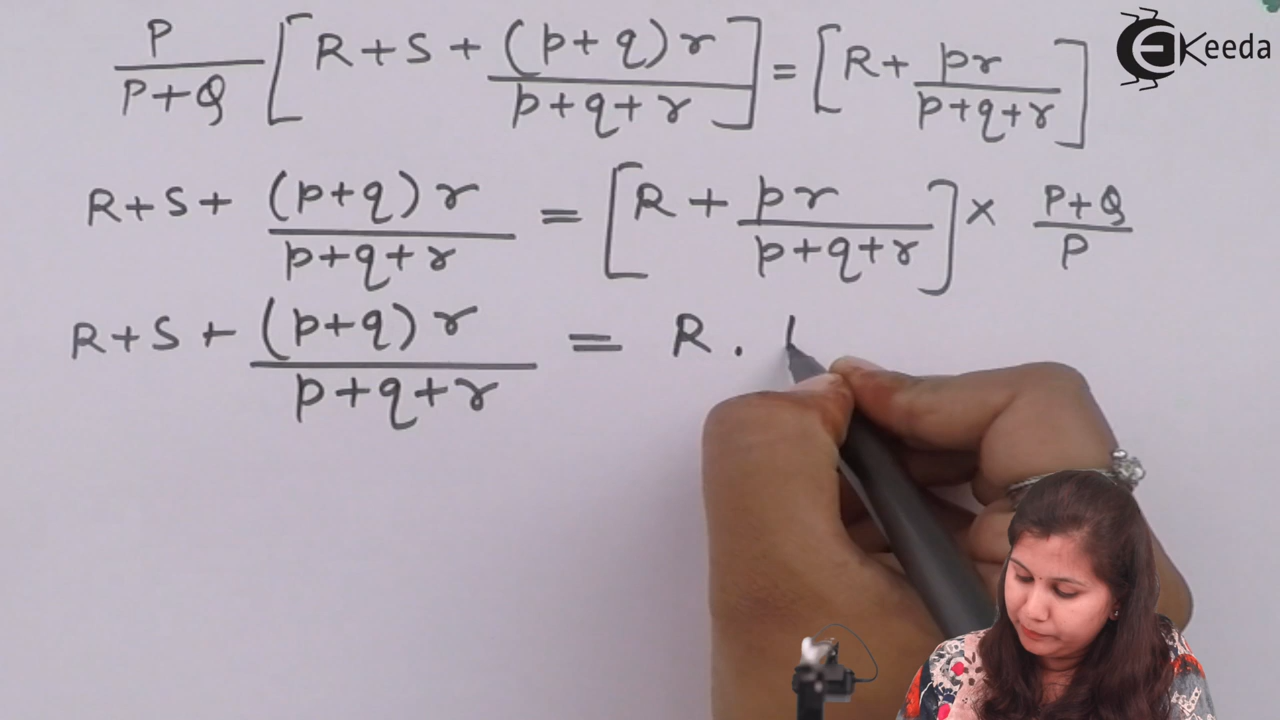 P/(P+Q) [R+S+ (p+q)r/(p+q+r)] = [R+ pr/(p+q+r)]
EKeeda
R+S+ (p+q)r/(p+q+r) = [R+ pr/(p+q+r)] × (P+Q)/P
R+S+ (p+q)r/(p+q+r) = R.